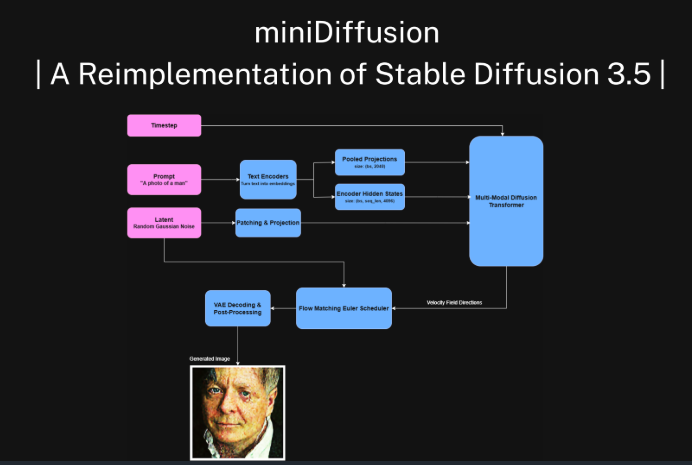 miniDiffusion
| A Reimplementation of Stable Diffusion 3.5 |
Timestep
Prompt
"A photo of a man"
Text Encoders
Turn text into embeddings
Pooled Projections
size: (bs, 2048)
Encoder Hidden States
size: (bs, seq_len, 4096)
Multi-Modal Diffusion
Transformer
Latent
Random Gaussian Noise
Patching & Projection
VAE Decoding &
Post-Processing
Flow Matching Euler Scheduler
Velocity Field Directions
Generated Image